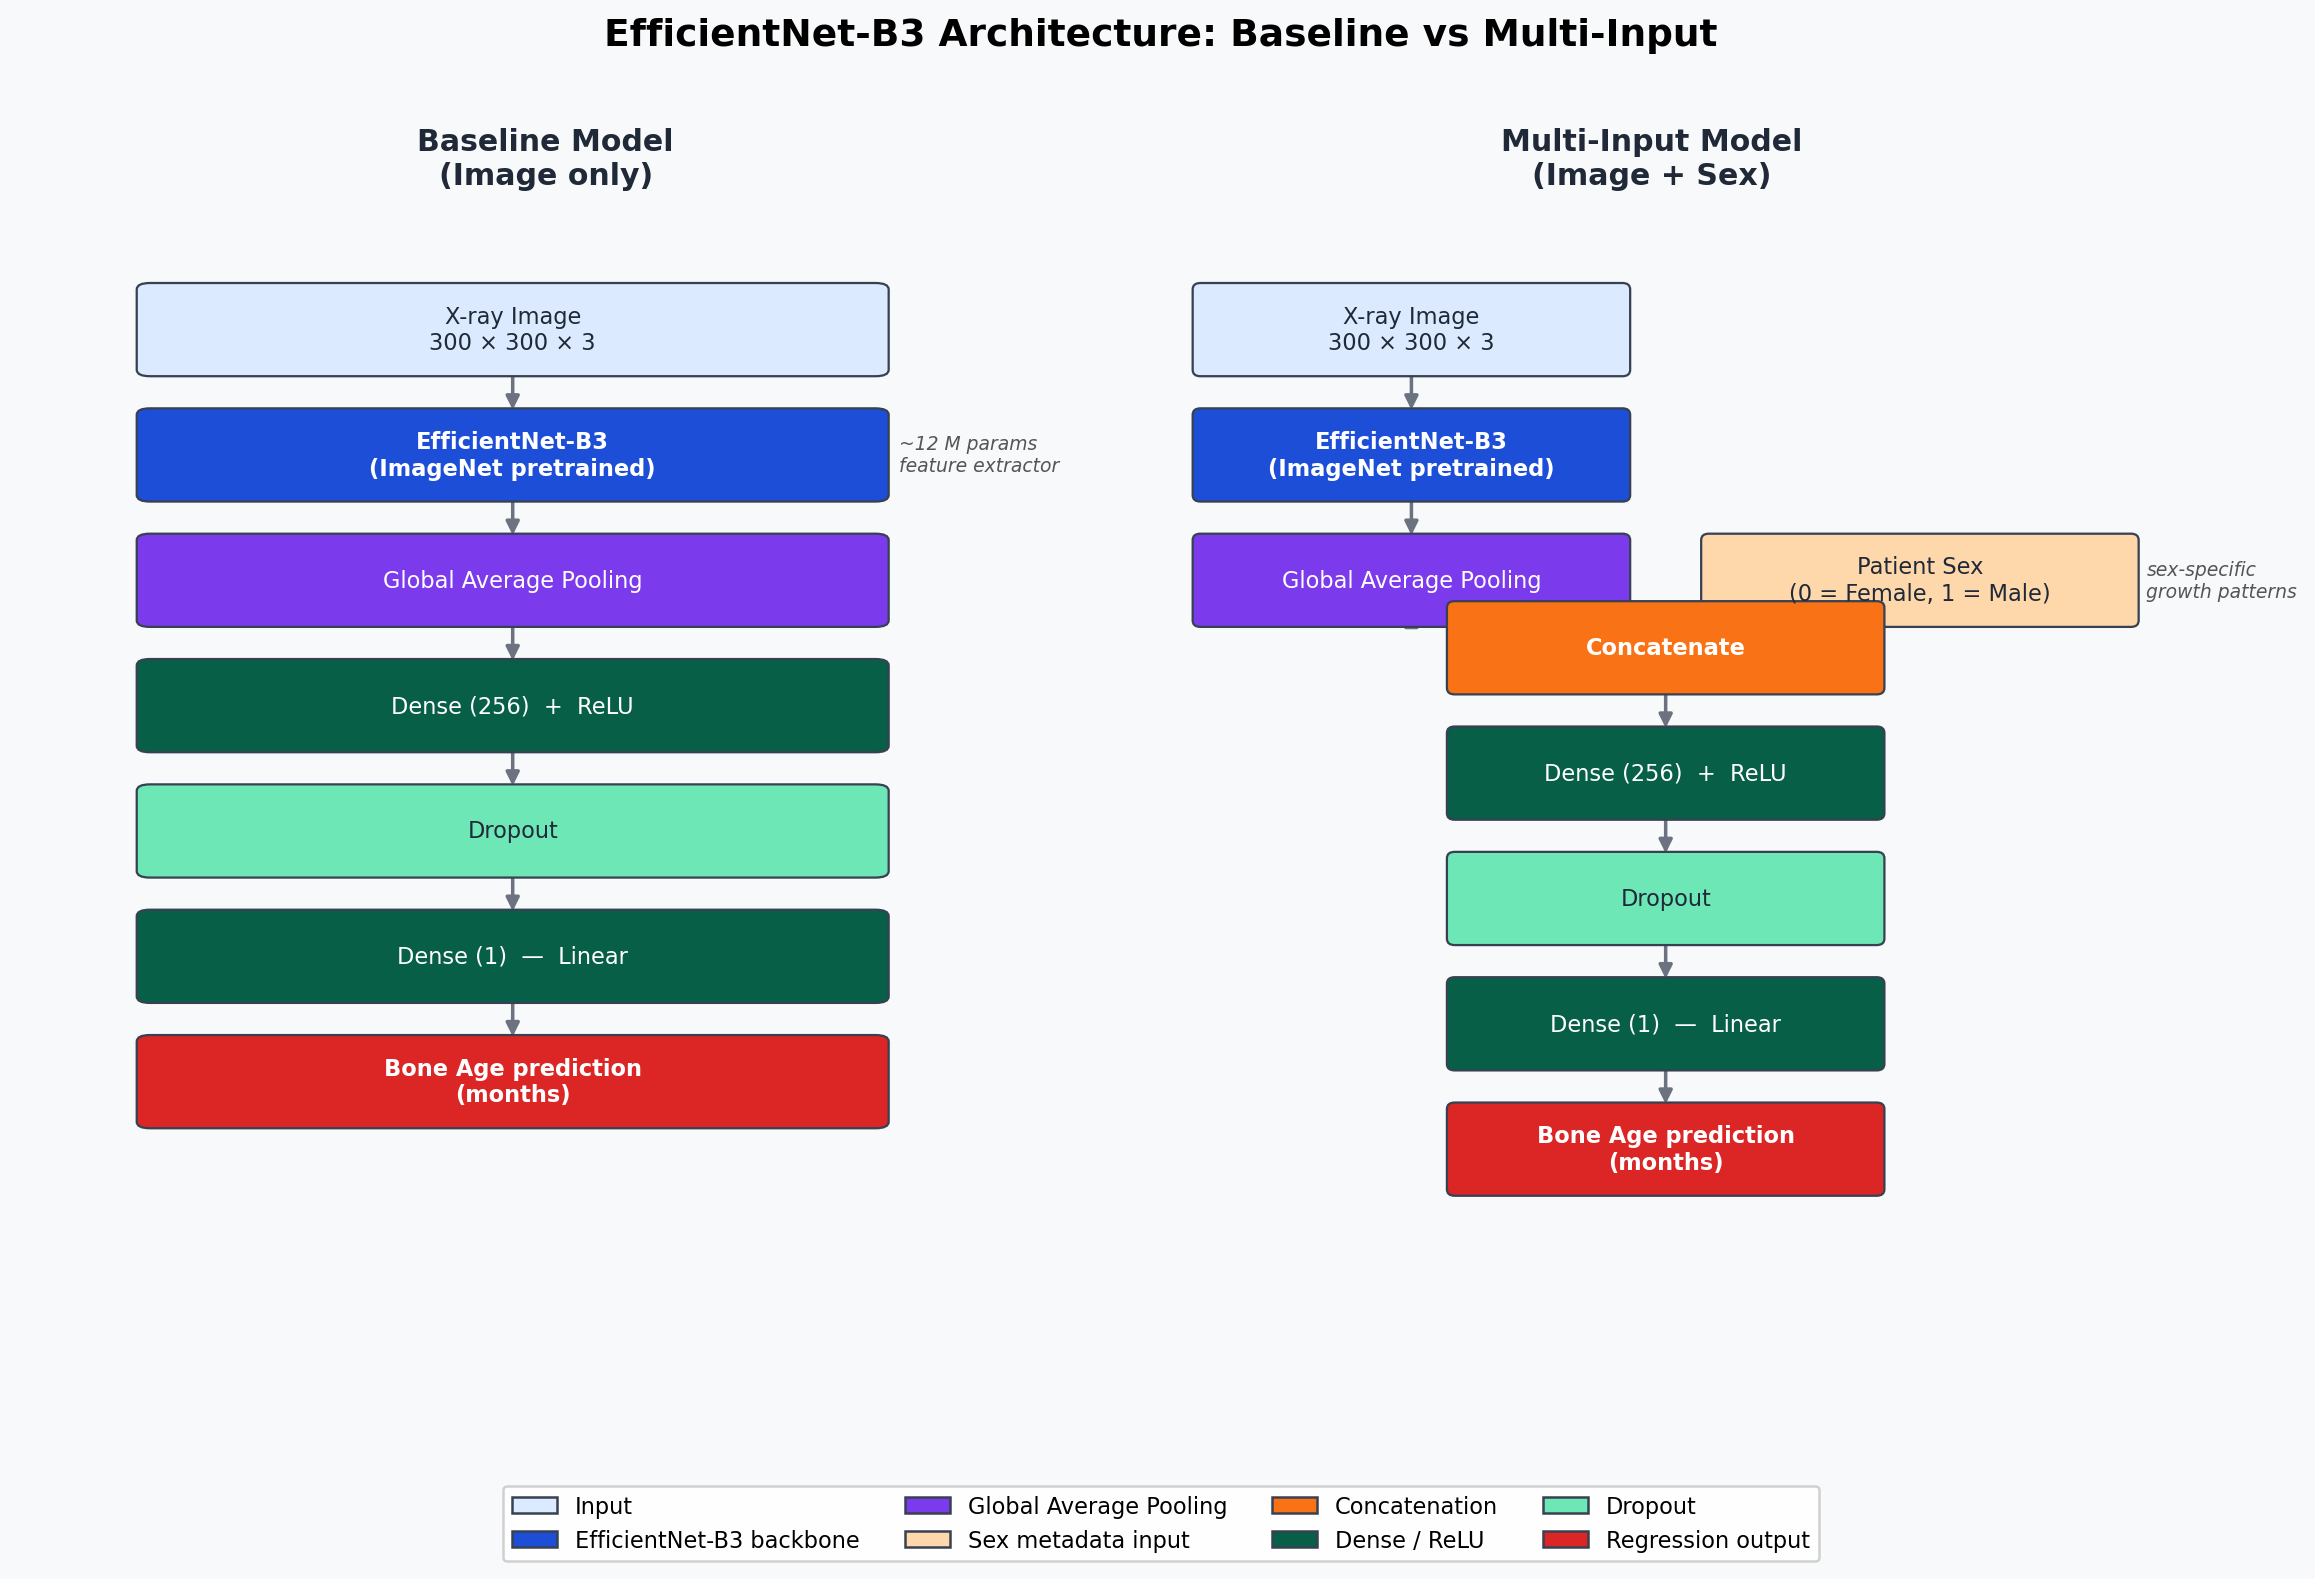 EfficientNet-B3 Architecture: Baseline vs Multi-Input
Baseline Model
(Image only)
X-ray Image
300 × 300 × 3
EfficientNet-B3
(ImageNet pretrained)
~12 M params
feature extractor
Global Average Pooling
Dense (256) + ReLU
Dropout
Dense (1) — Linear
Bone Age prediction
(months)
Multi-Input Model
(Image + Sex)
X-ray Image
300 × 300 × 3
EfficientNet-B3
(ImageNet pretrained)
Global Average Pooling
Patient Sex
(0 = Female, 1 = Male)
sex-specific
growth patterns
Concatenate
Dense (256) + ReLU
Dropout
Dense (1) — Linear
Bone Age prediction
(months)
Input
EfficientNet-B3 backbone
Global Average Pooling
Sex metadata input
Concatenation
Dense / ReLU
Dropout
Regression output